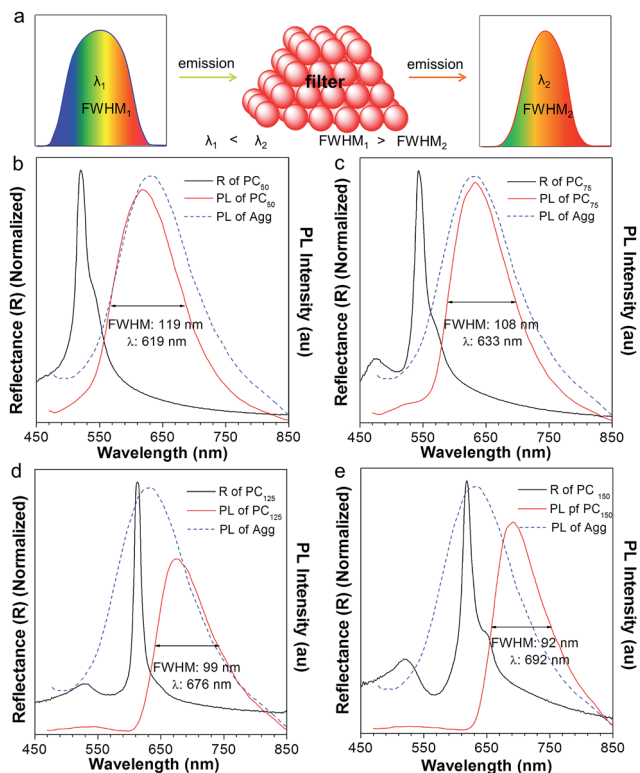 a
emission
emission
λ1
FWHM1
filter
λ2
FWHM2
λ1 < λ2
FWHM1 > FWHM2
b
R of PC50
PL of PC50
PL of Agg
FWHM: 119 nm
λ: 619 nm
Reflectance (R) (Normalized)
PL Intensity (au)
450 550 650 750 850
Wavelength (nm)
c
R of PC75
PL of PC75
PL of Agg
FWHM: 108 nm
λ: 633 nm
Reflectance (R) (Normalized)
PL Intensity (au)
450 550 650 750 850
Wavelength (nm)
d
R of PC125
PL of PC125
PL of Agg
FWHM: 99 nm
λ: 676 nm
Reflectance (R) (Normalized)
PL Intensity (au)
450 550 650 750 850
Wavelength (nm)
e
R of PC 150
PL pf PC150
PL of Agg
FWHM: 92 nm
λ: 692 nm
Reflectance (R) (Normalized)
PL Intensity (au)
450 550 650 750 850
Wavelength (nm)